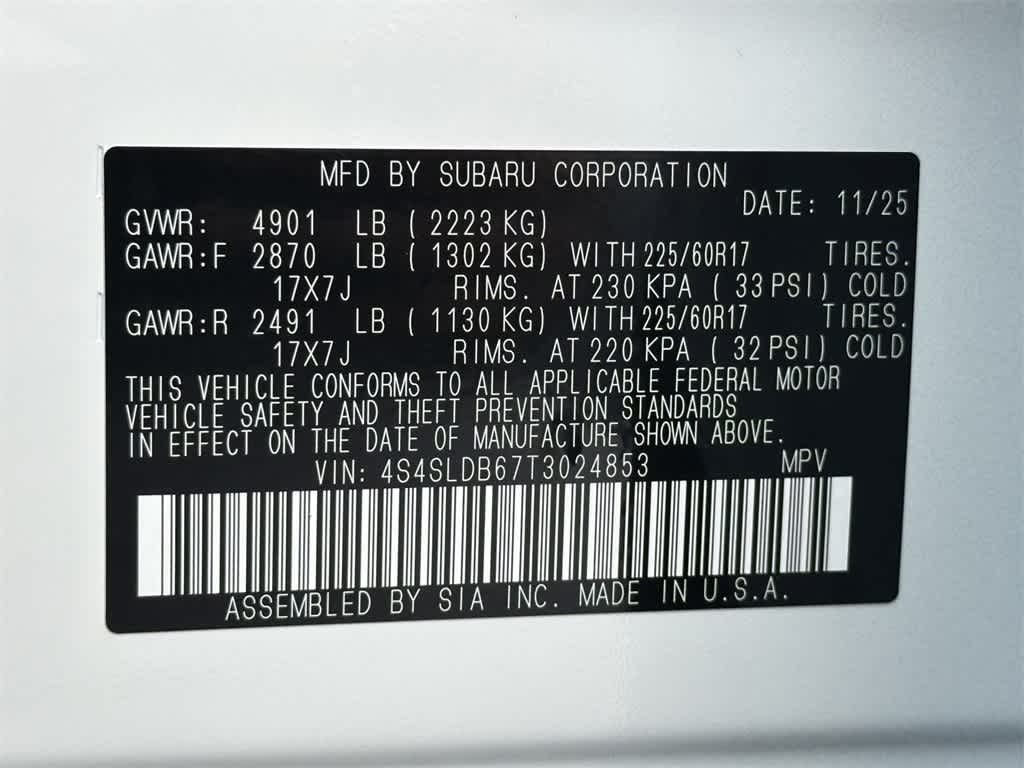 MFD BY SUBARU CORPORATION
DATE: 11/25
GVWR: 4901 LB ( 2223 KG)
GAWR:F 2870 LB ( 1302 KG) WITH 225/60R17 TIRES.
17X7J RIMS. AT 230 KPA ( 33 PSI) COLD
GAWR:R 2491 LB ( 1130 KG) WITH 225/60R17 TIRES.
17X7J RIMS. AT 220 KPA ( 32 PSI) COLD
THIS VEHICLE CONFORMS TO ALL APPLICABLE FEDERAL MOTOR
VEHICLE SAFETY AND THEFT PREVENTION STANDARDS
IN EFFECT ON THE DATE OF MANUFACTURE SHOWN ABOVE.
VIN: 4S4SLDB67T3024853 MPV
ASSEMBLED BY SIA INC. MADE IN U.S.A.